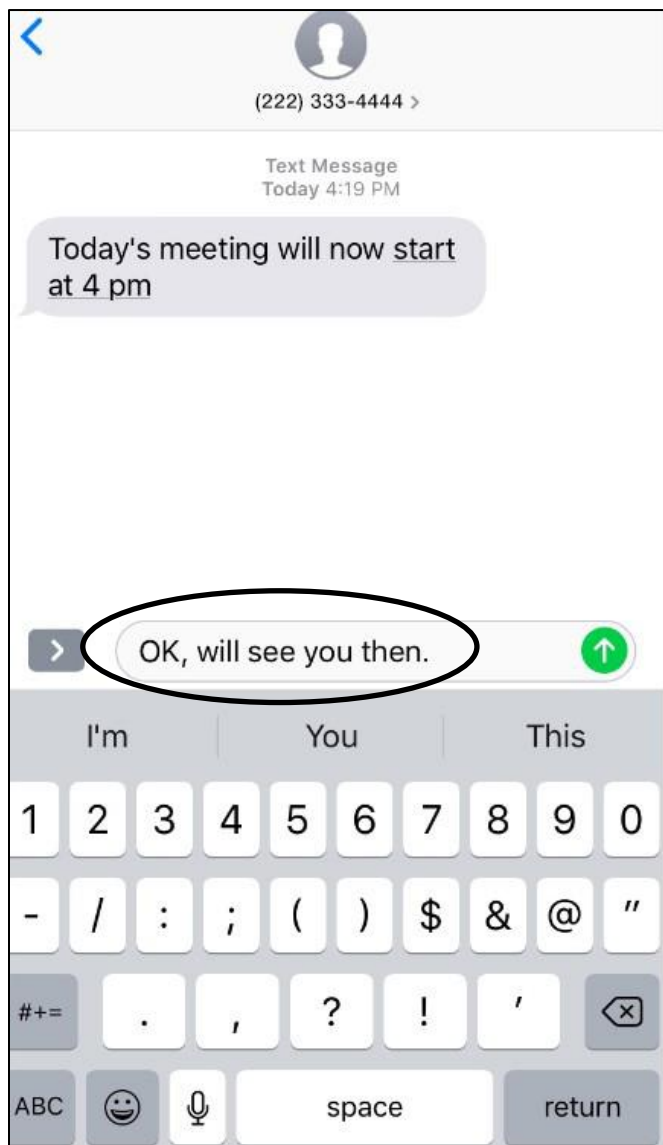 (222) 333-4444 >
Text Message
Today 4:19 PM
Today's meeting will now start
at 4 pm
> OK, will see you then.
I'm You This
1 2 3 4 5 6 7 8 9 0
- / : ; ( ) $ & @ "
#+= . , ? ! '
ABC space return